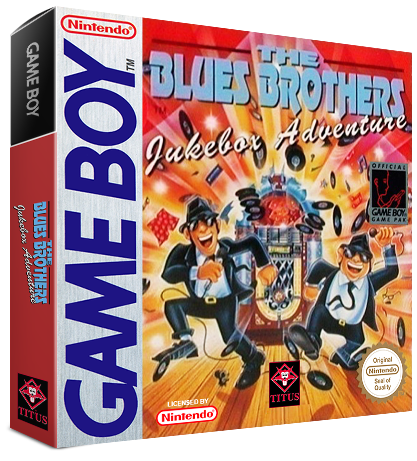 GAME BOY
THE
BLUES BROTHERS
Jukebox Adventure
TITUS
Nintendo
GAME BOY
TM
THE
BLUES BROTHERS
TM
Jukebox Adventure
OFFICIAL
GAME BOY
GAME PAK
Original
Nintendo
Seal of
Quality
LICENSED BY
Nintendo
TITUS